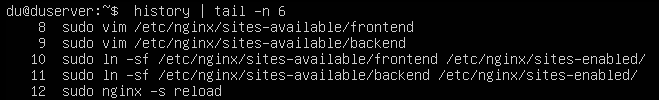 du@duserver:~$  history | tail -n 6
    8  sudo vim /etc/nginx/sites-available/frontend
    9  sudo vim /etc/nginx/sites-available/backend
   10  sudo ln -sf /etc/nginx/sites-available/frontend /etc/nginx/sites-enabled/
   11  sudo ln -sf /etc/nginx/sites-available/backend /etc/nginx/sites-enabled/
   12  sudo nginx -s reload